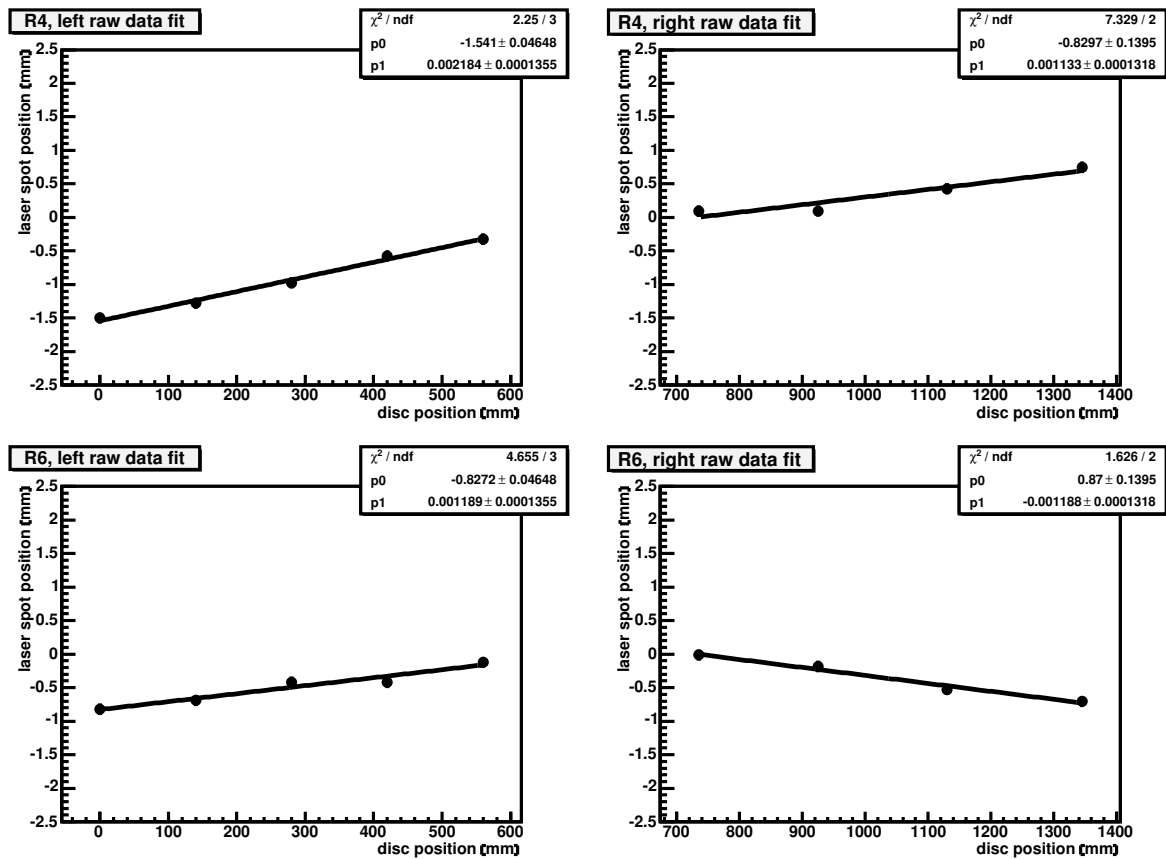 R4, left raw data fit
χ² / ndf 2.25 / 3
p0 -1.541 ± 0.04648
p1 0.002184 ± 0.0001355
laser spot position (mm)
2.5
2
1.5
1
0.5
0
-0.5
-1
-1.5
-2
-2.5
0 100 200 300 400 500 600
disc position (mm)
R4, right raw data fit
χ² / ndf 7.329 / 2
p0 -0.8297 ± 0.1395
p1 0.001133 ± 0.0001318
laser spot position (mm)
2.5
2
1.5
1
0.5
0
-0.5
-1
-1.5
-2
-2.5
700 800 900 1000 1100 1200 1300 1400
disc position (mm)
R6, left raw data fit
χ² / ndf 4.655 / 3
p0 -0.8272 ± 0.04648
p1 0.001189 ± 0.0001355
laser spot position (mm)
2.5
2
1.5
1
0.5
0
-0.5
-1
-1.5
-2
-2.5
0 100 200 300 400 500 600
disc position (mm)
R6, right raw data fit
χ² / ndf 1.626 / 2
p0 0.87 ± 0.1395
p1 -0.001188 ± 0.0001318
laser spot position (mm)
2.5
2
1.5
1
0.5
0
-0.5
-1
-1.5
-2
-2.5
700 800 900 1000 1100 1200 1300 1400
disc position (mm)